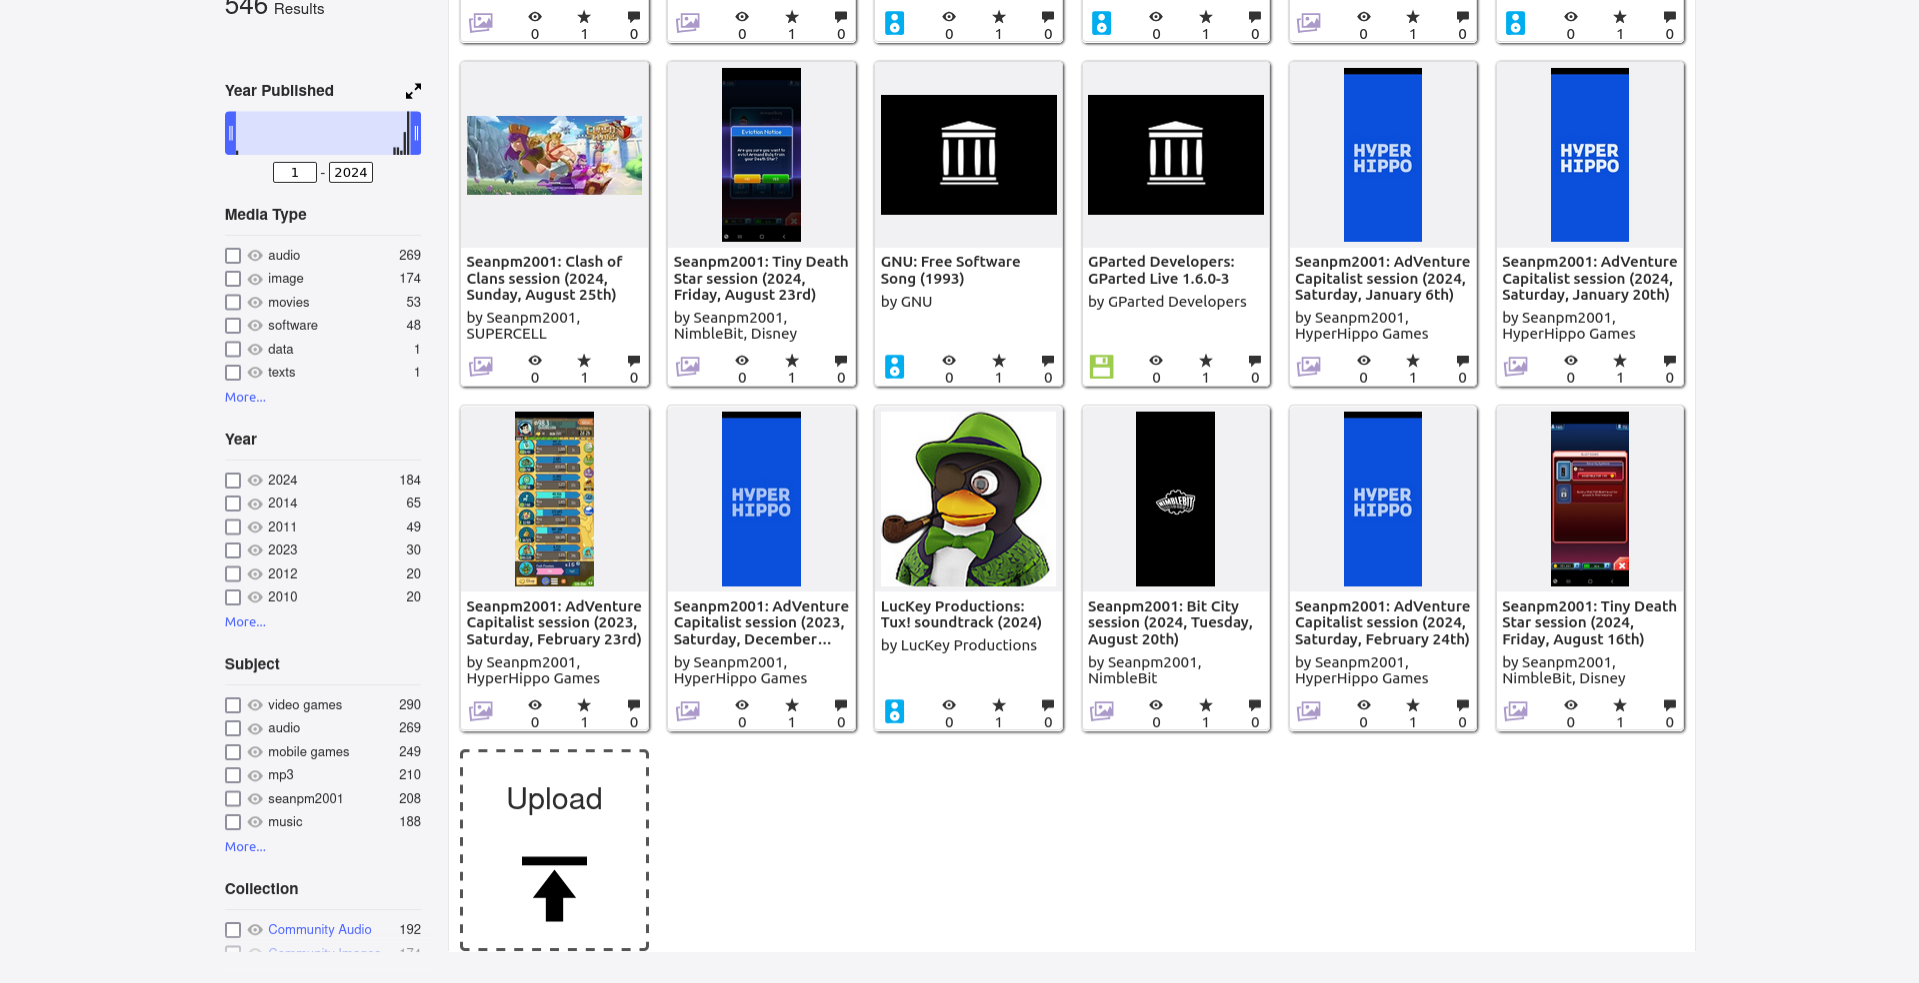 546 Results
Year Published
1 - 2024
Media Type
audio 269
image 174
movies 53
software 48
data 1
texts 1
More...
Year
2024 184
2014 65
2011 49
2023 30
2012 20
2010 20
More...
Subject
video games 290
audio 269
mobile games 249
mp3 210
seanpm2001 208
music 188
More...
Collection
Community Audio 192
Community Images 174
0 1 0
0 1 0
0 1 0
0 1 0
0 1 0
0 1 0
Seanpm2001: Clash of
Clans session (2024,
Sunday, August 25th)
by Seanpm2001,
SUPERCELL
0 1 0
Eviction Notice
Seanpm2001: Tiny Death
Star session (2024,
Friday, August 23rd)
by Seanpm2001,
NimbleBit, Disney
0 1 0
GNU: Free Software
Song (1993)
by GNU
0 1 0
GParted Developers:
GParted Live 1.6.0-3
by GParted Developers
0 1 0
HYPER
HIPPO
Seanpm2001: AdVenture
Capitalist session (2024,
Saturday, January 6th)
by Seanpm2001,
HyperHippo Games
0 1 0
HYPER
HIPPO
Seanpm2001: AdVenture
Capitalist session (2024,
Saturday, January 20th)
by Seanpm2001,
HyperHippo Games
0 1 0
Seanpm2001: AdVenture
Capitalist session (2023,
Saturday, February 23rd)
by Seanpm2001,
HyperHippo Games
0 1 0
HYPER
HIPPO
Seanpm2001: AdVenture
Capitalist session (2023,
Saturday, December...
by Seanpm2001,
HyperHippo Games
0 1 0
LucKey Productions:
Tux! soundtrack (2024)
by LucKey Productions
0 1 0
NIMBLEBIT
Seanpm2001: Bit City
session (2024, Tuesday,
August 20th)
by Seanpm2001,
NimbleBit
0 1 0
HYPER
HIPPO
Seanpm2001: AdVenture
Capitalist session (2024,
Saturday, February 24th)
by Seanpm2001,
HyperHippo Games
0 1 0
Seanpm2001: Tiny Death
Star session (2024,
Friday, August 16th)
by Seanpm2001,
NimbleBit, Disney
0 1 0
Upload